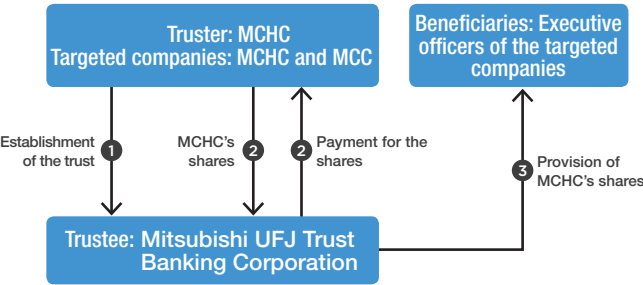 Truster: MCHC
Targeted companies: MCHC and MCC
Beneficiaries: Executive
officers of the targeted
companies
Establishment
of the trust
1
MCHC's
shares
2
2
Payment for the
shares
3
Provision of
MCHC's shares
Trustee: Mitsubishi UFJ Trust
Banking Corporation